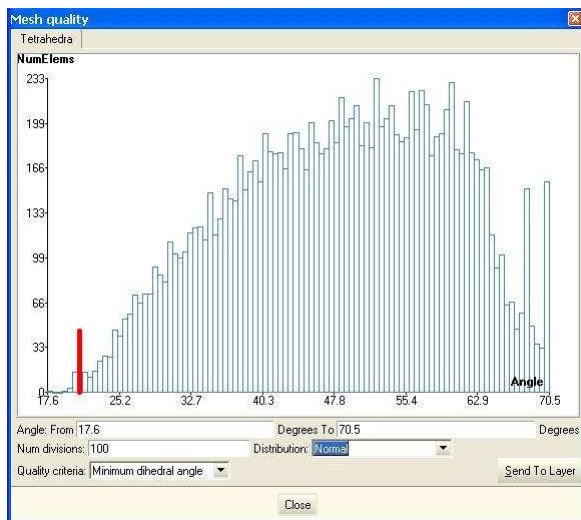 Mesh quality
Tetrahedra
NumElems
233
199
166
133
99
66
33
0
Angle
17.6 25.2 32.7 40.3 47.8 55.4 62.9 70.5
Angle: From 17.6 Degrees To 70.5 Degrees
Num divisions: 100 Distribution: Normal
Quality criteria: Minimum dihedral angle Send To Layer
Close